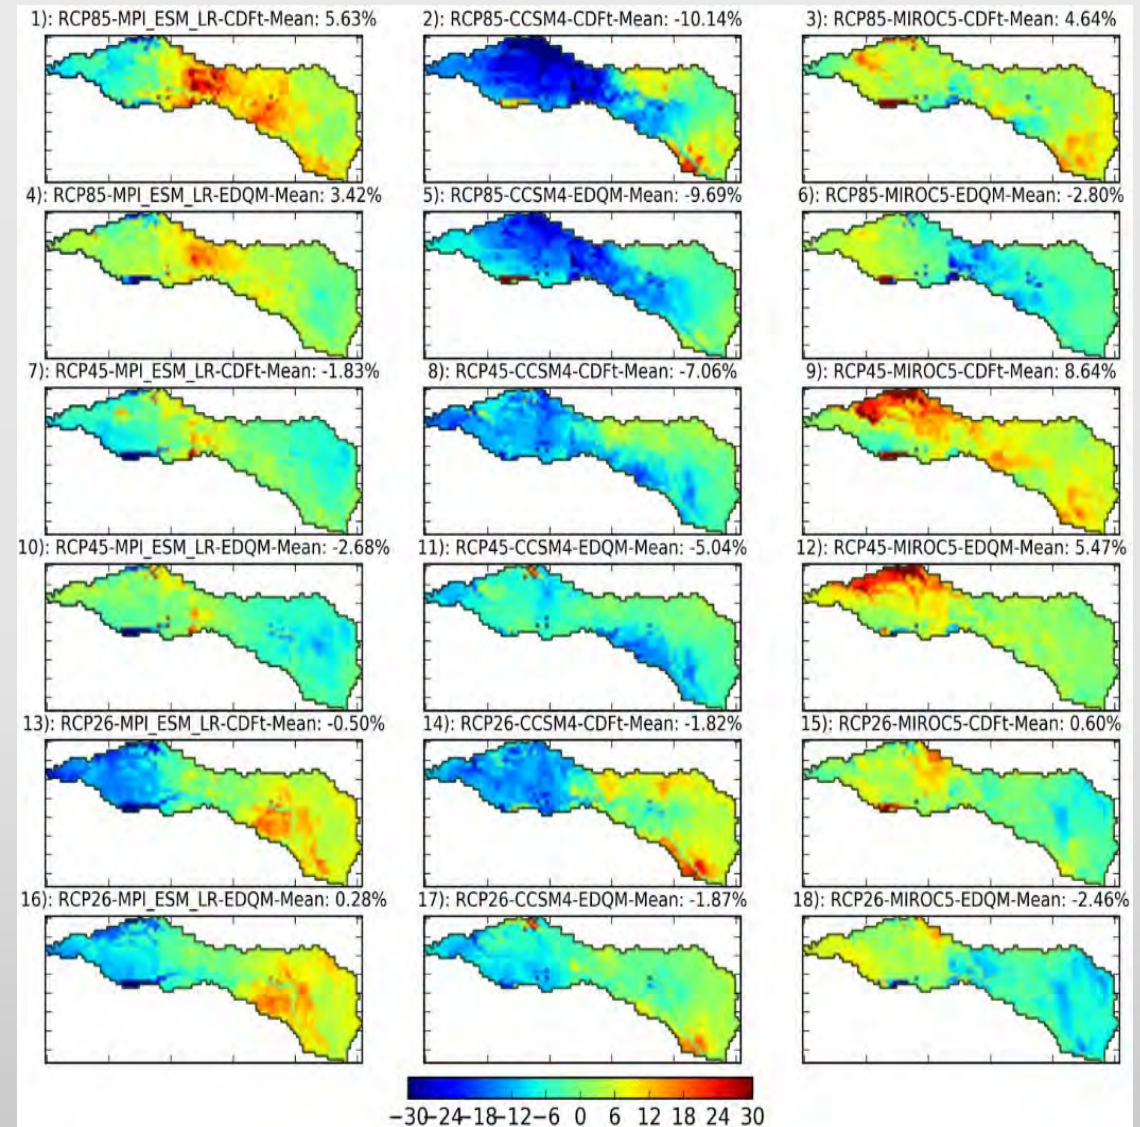 1): RCP85-MPI_ESM_LR-CDFt-Mean: 5.63%
2): RCP85-CCSM4-CDFt-Mean: -10.14%
3): RCP85-MIROC5-CDFt-Mean: 4.64%
4): RCP85-MPI_ESM_LR-EDQM-Mean: 3.42%
5): RCP85-CCSM4-EDQM-Mean: -9.69%
6): RCP85-MIROC5-EDQM-Mean: -2.80%
7): RCP45-MPI_ESM_LR-CDFt-Mean: -1.83%
8): RCP45-CCSM4-CDFt-Mean: -7.06%
9): RCP45-MIROC5-CDFt-Mean: 8.64%
10): RCP45-MPI_ESM_LR-EDQM-Mean: -2.68%
11): RCP45-CCSM4-EDQM-Mean: -5.04%
12): RCP45-MIROC5-EDQM-Mean: 5.47%
13): RCP26-MPI_ESM_LR-CDFt-Mean: -0.50%
14): RCP26-CCSM4-CDFt-Mean: -1.82%
15): RCP26-MIROC5-CDFt-Mean: 0.60%
16): RCP26-MPI_ESM_LR-EDQM-Mean: 0.28%
17): RCP26-CCSM4-EDQM-Mean: -1.87%
18): RCP26-MIROC5-EDQM-Mean: -2.46%
−30−24−18−12−6 0 6 12 18 24 30